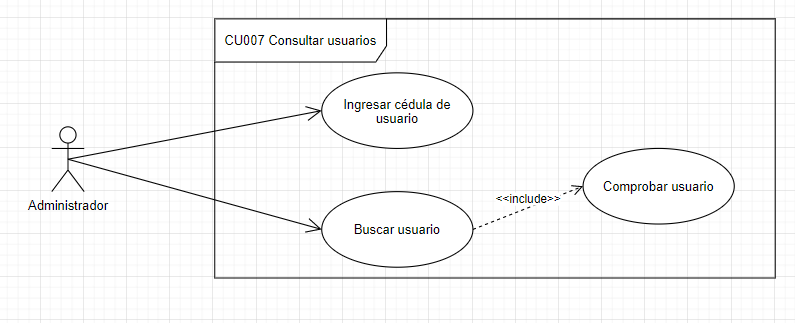 CU007 Consultar usuarios
Ingresar cédula de
usuario
Administrador
Buscar usuario
<<include>>
Comprobar usuario